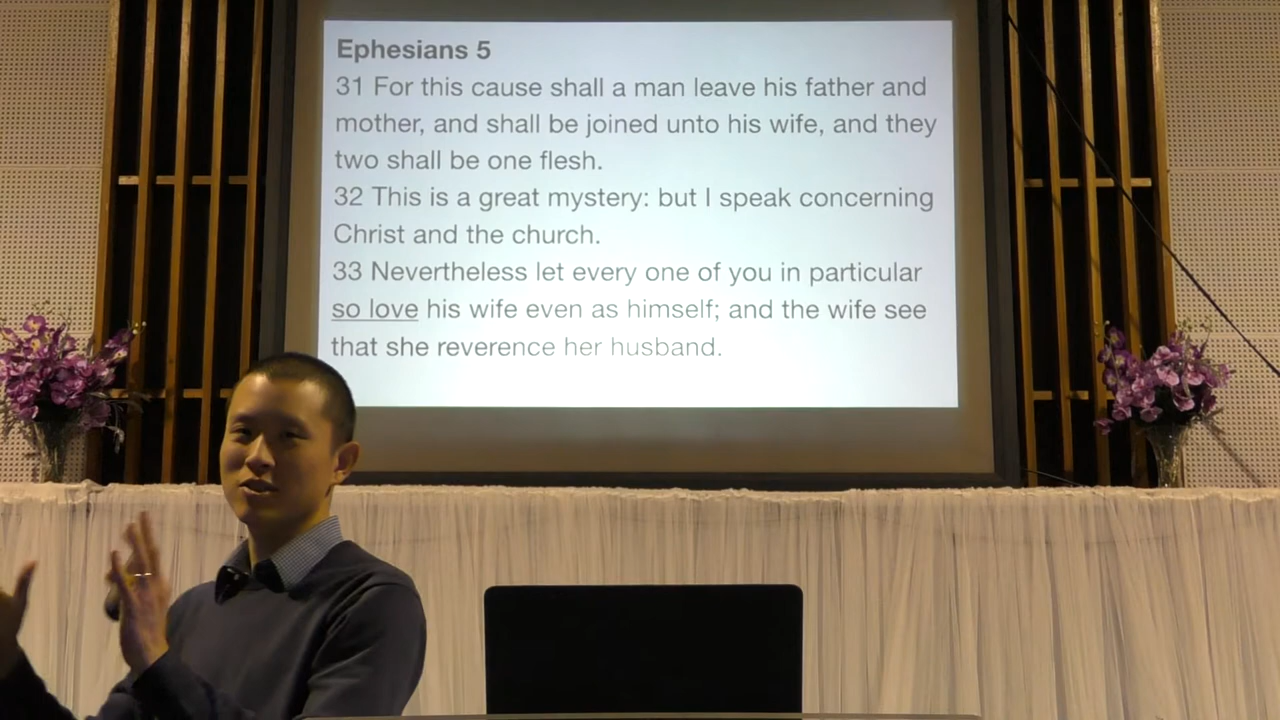 Ephesians 5
31 For this cause shall a man leave his father and
mother, and shall be joined unto his wife, and they
two shall be one flesh.
32 This is a great mystery: but I speak concerning
Christ and the church.
33 Nevertheless let every one of you in particular
so love his wife even as himself; and the wife see
that she reverence her husband.